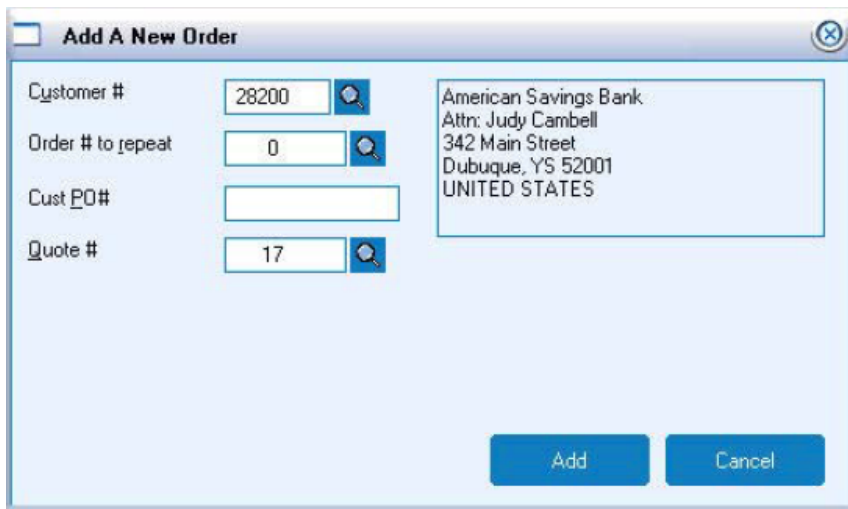 Add A New Order
Customer #
28200
American Savings Bank
Attn: Judy Cambell
342 Main Street
Dubuque, YS 52001
UNITED STATES
Order # to repeat
0
Cust PO#
Quote #
17
Add
Cancel